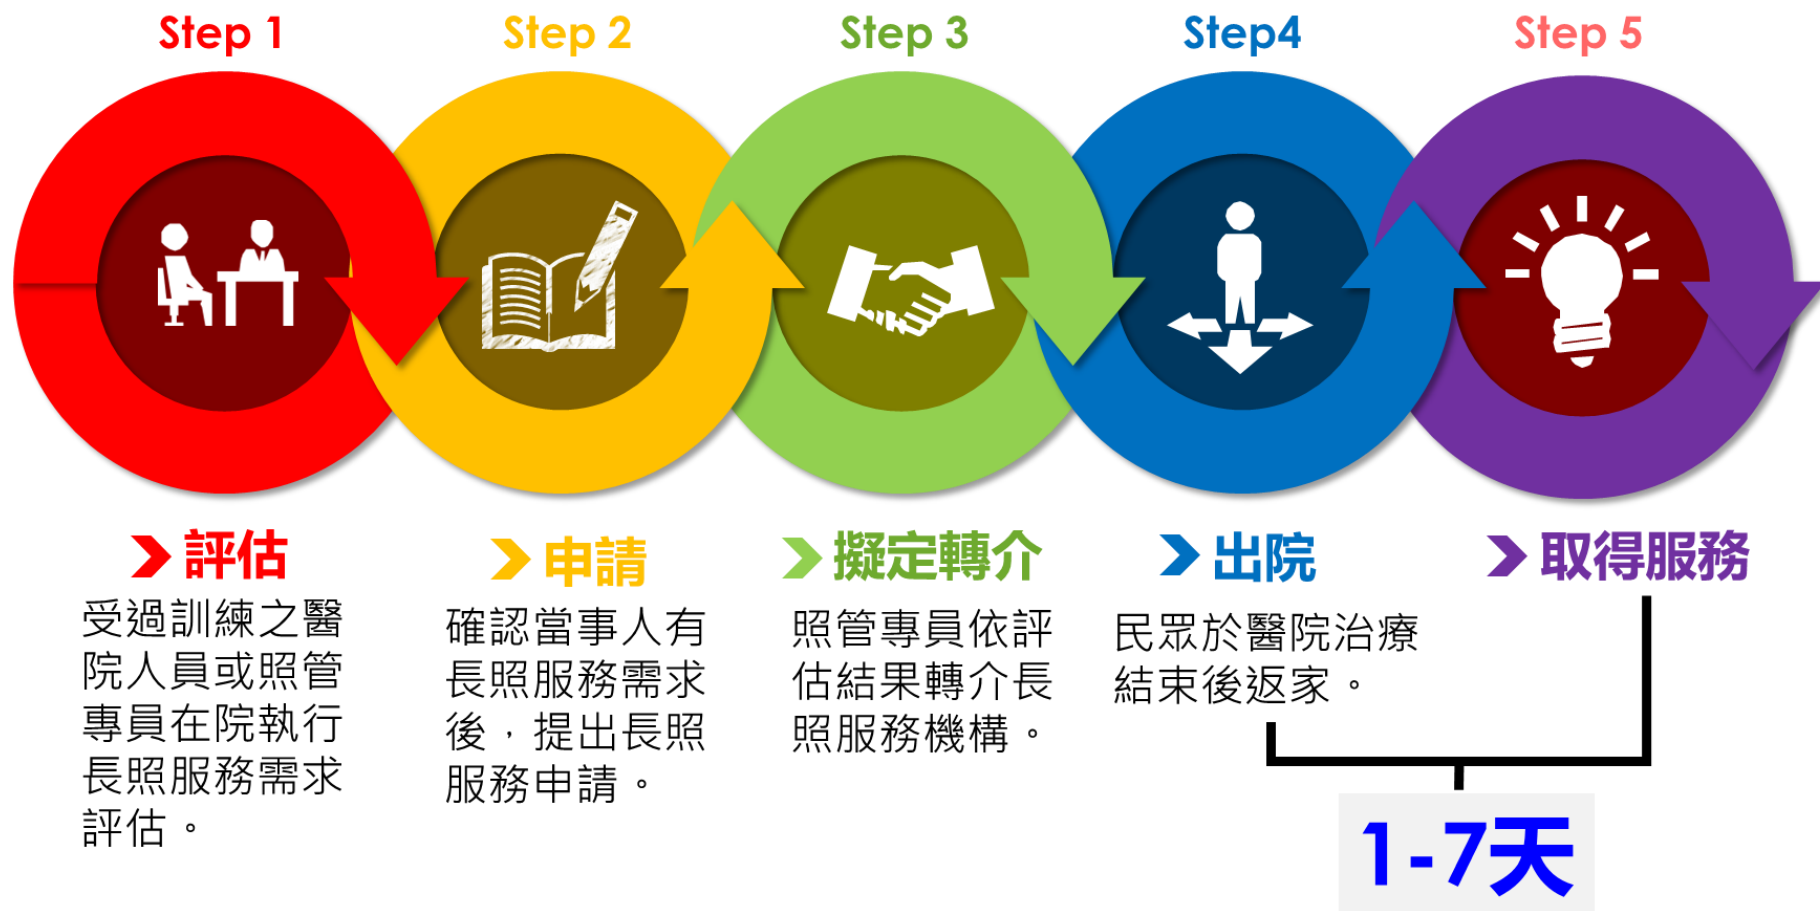 Step 1
Step 2
Step 3
Step4
Step 5
評估
受過訓練之醫
院人員或照管
專員在院執行
長照服務需求
評估。
申請
確認當事人有
長照服務需求
後,提出長照
服務申請。
擬定轉介
照管專員依評
估結果轉介長
照服務機構。
出院
民眾於醫院治療
結束後返家。
取得服務
1-7天